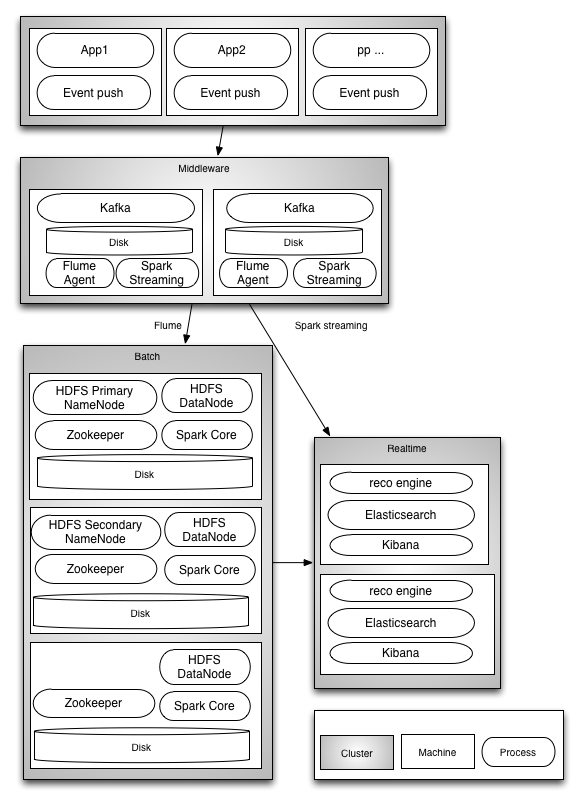 App1
App2
pp ...
Event push
Event push
Event push
Middleware
Kafka
Kafka
Disk
Disk
Flume
Agent
Spark
Streaming
Flume
Agent
Spark
Streaming
Flume
Spark streaming
Batch
HDFS Primary
NameNode
HDFS
DataNode
Zookeeper
Spark Core
Disk
HDFS Secondary
NameNode
HDFS
DataNode
Zookeeper
Spark Core
Disk
HDFS
DataNode
Zookeeper
Spark Core
Disk
Realtime
reco engine
Elasticsearch
Kibana
reco engine
Elasticsearch
Kibana
Cluster
Machine
Process